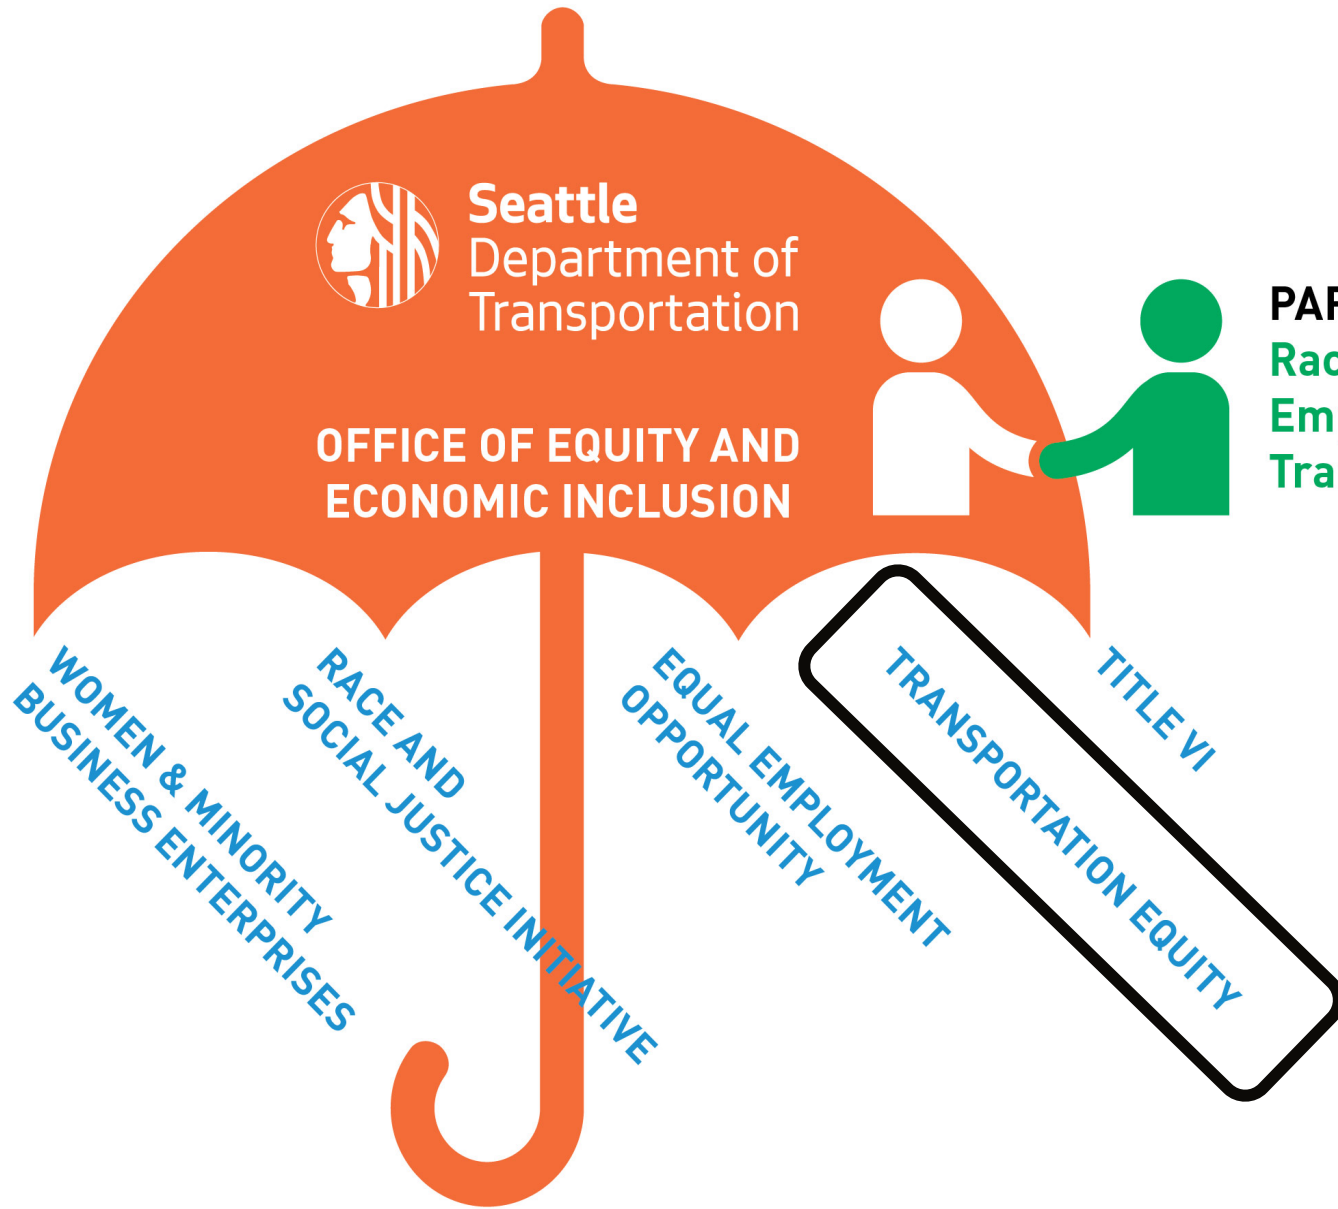 Seattle
Department of
Transportation
OFFICE OF EQUITY AND
ECONOMIC INCLUSION
WOMEN & MINORITY
BUSINESS ENTERPRISES
RACE AND
SOCIAL JUSTICE INITIATIVE
EQUAL EMPLOYMENT
OPPORTUNITY
TRANSPORTATION EQUITY
TITLE VI